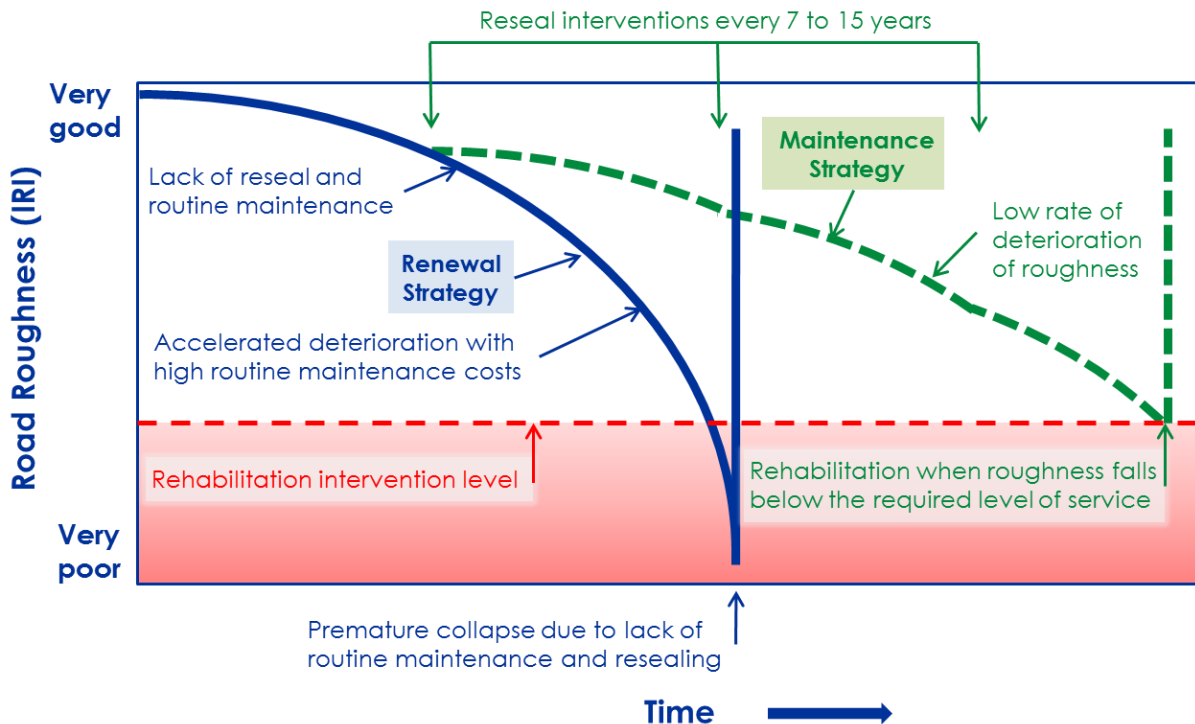 Reseal interventions every 7 to 15 years
Very
good
Road Roughness (IRI)
Lack of reseal and
routine maintenance
Renewal
Strategy
Accelerated deterioration with
high routine maintenance costs
Maintenance
Strategy
Low rate of
deterioration
of roughness
Rehabilitation intervention level
Rehabilitation when roughness falls
below the required level of service
Very
poor
Premature collapse due to lack of
routine maintenance and resealing
Time